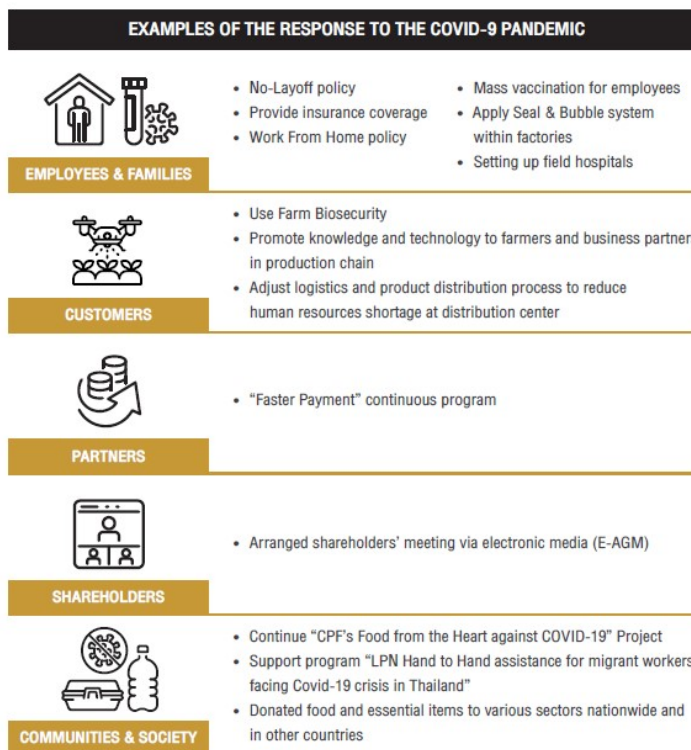 EXAMPLES OF THE RESPONSE TO THE COVID-9 PANDEMIC
• No-Layoff policy
• Provide insurance coverage
• Work From Home policy
• Mass vaccination for employees
• Apply Seal & Bubble system
within factories
• Setting up field hospitals
EMPLOYEES & FAMILIES
• Use Farm Biosecurity
• Promote knowledge and technology to farmers and business partner
in production chain
• Adjust logistics and product distribution process to reduce
human resources shortage at distribution center
CUSTOMERS
• “Faster Payment” continuous program
PARTNERS
• Arranged shareholders’ meeting via electronic media (E-AGM)
SHAREHOLDERS
• Continue “CPF’s Food from the Heart against COVID-19” Project
• Support program “LPN Hand to Hand assistance for migrant workers
facing Covid-19 crisis in Thailand”
• Donated food and essential items to various sectors nationwide and
in other countries
COMMUNITIES & SOCIETY